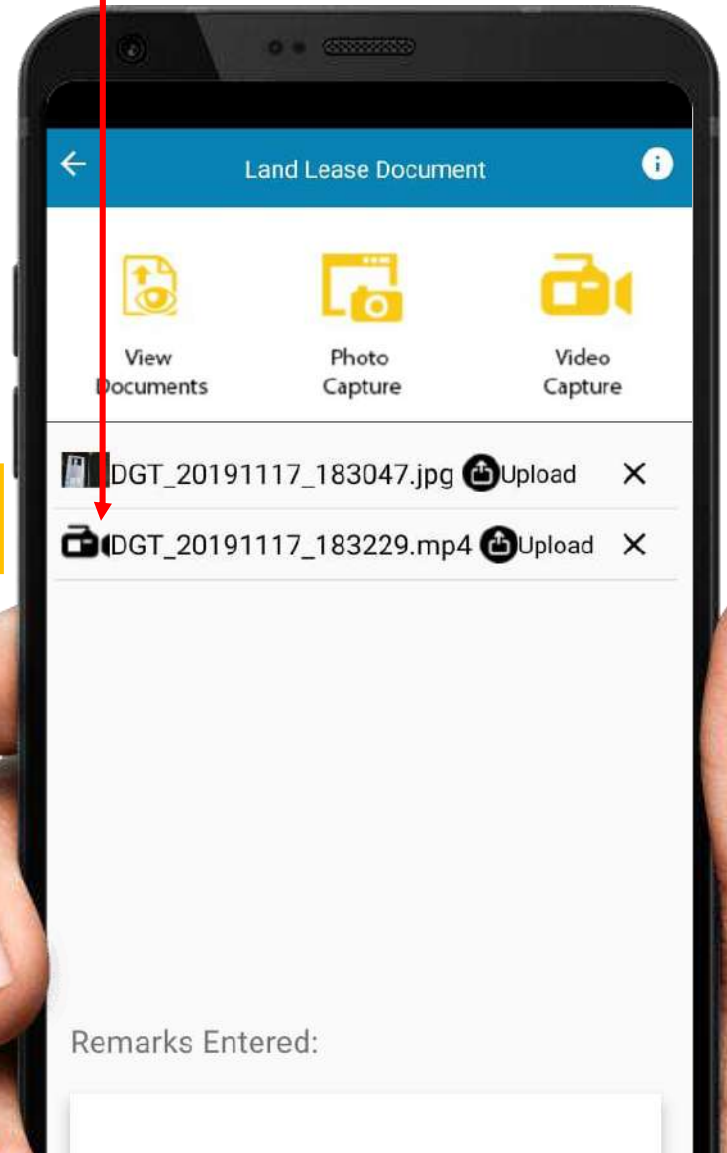 Land Lease Document
View
Documents
Photo
Capture
Video
Capture
DGT_20191117_183047.jpg Upload
DGT_20191117_183229.mp4 Upload
Remarks Entered: